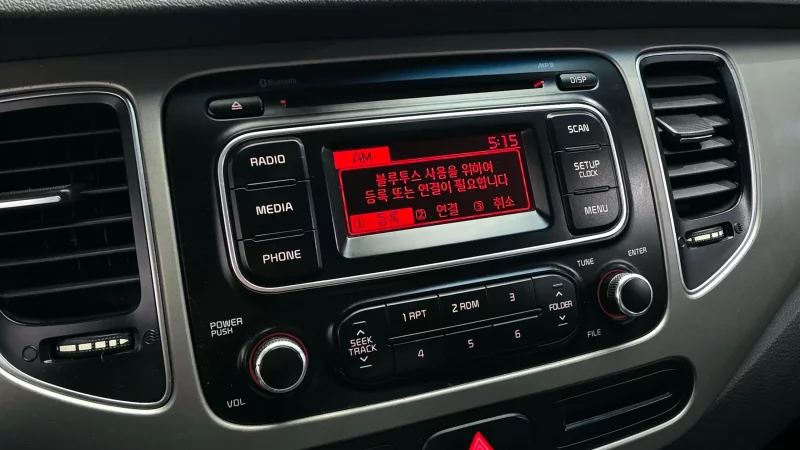 Bluetooth
MP3
DISP
RADIO
MEDIA
PHONE
AM
5:15
블루투스 사용을 위하여
등록 또는 연결이 필요합니다
1 등록 2 연결 3 취소
SCAN
SETUP
CLOCK
MENU
POWER
PUSH
VOL
SEEK
TRACK
1 RPT
2 RDM
3
4
5
6
FOLDER
TUNE
ENTER
FILE